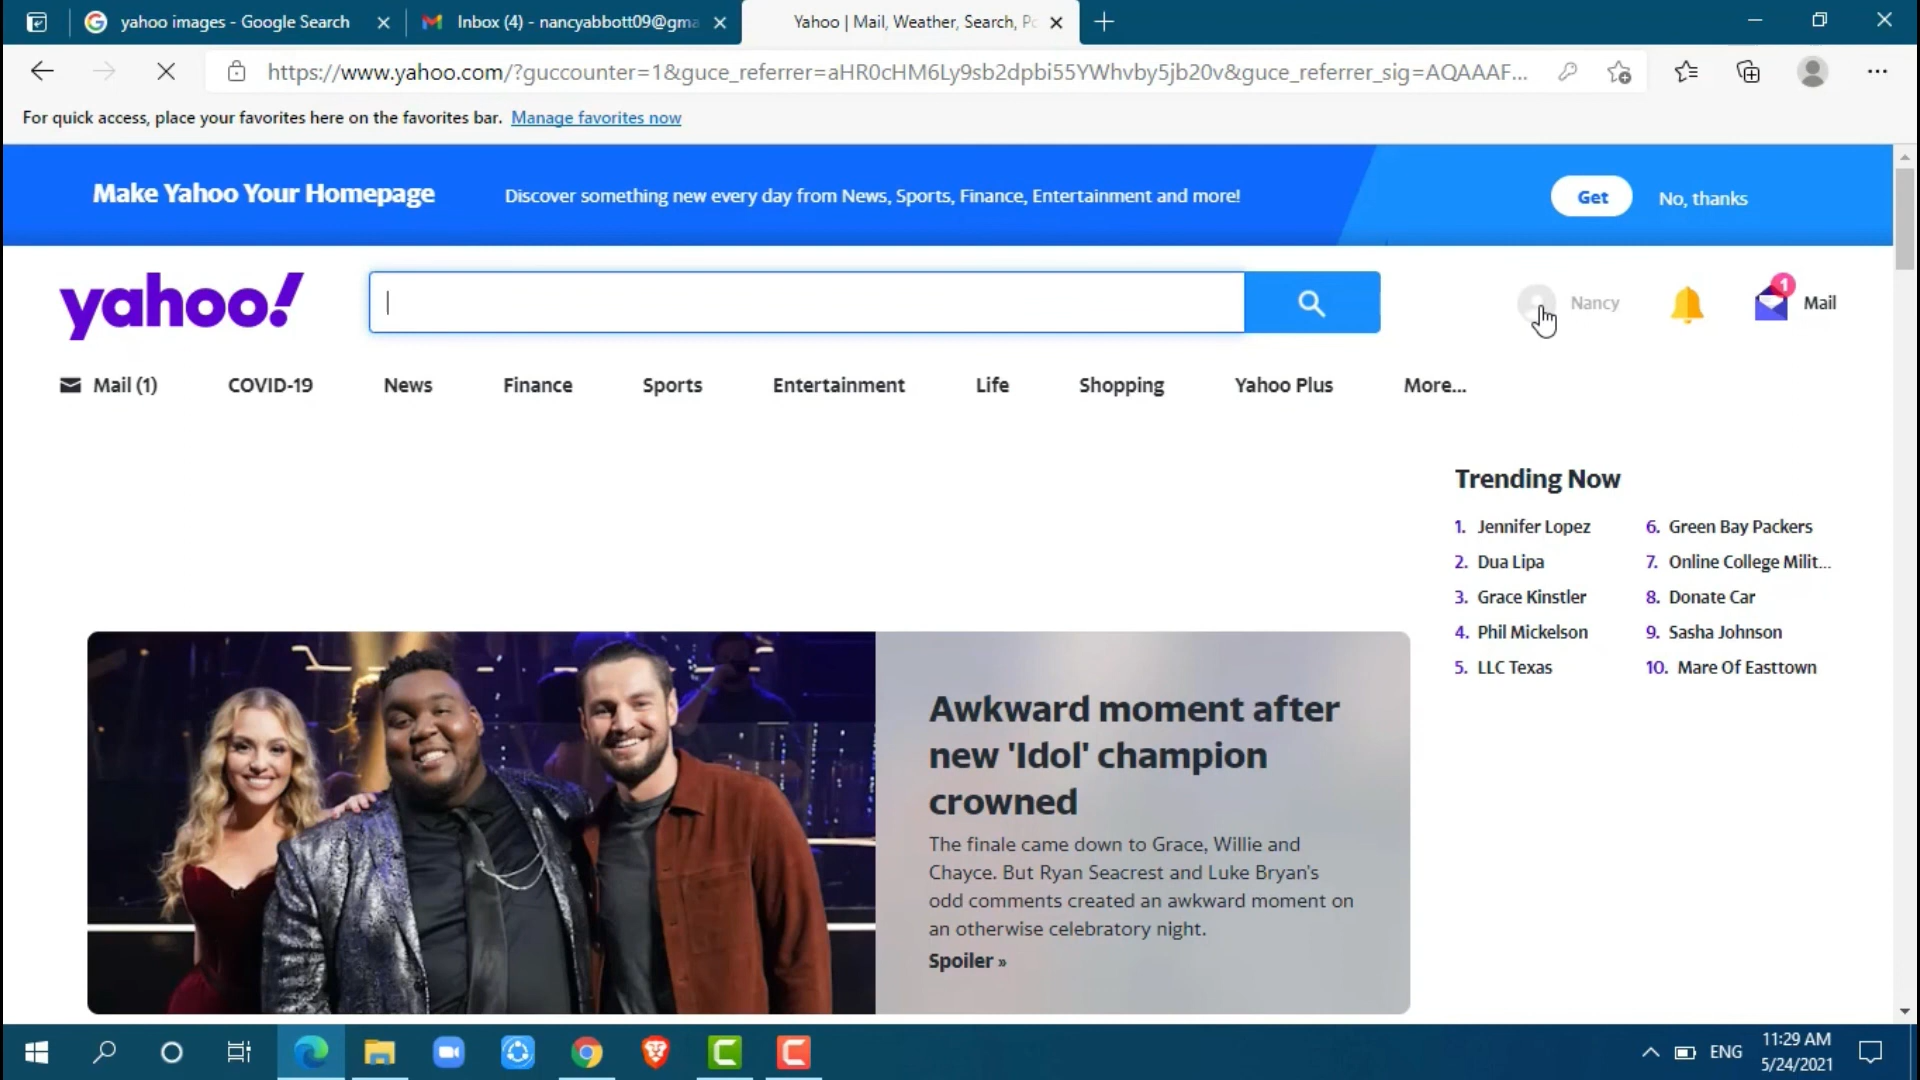 yahoo images - Google Search
Inbox (4) - nancyabbott09@gma
Yahoo | Mail, Weather, Search, Po
https://www.yahoo.com/?guccounter=1&guce_referrer=aHR0cHM6Ly9sb2dpbi55YWhvby5jb20v&guce_referrer_sig=AQAAAF...
For quick access, place your favorites here on the favorites bar. Manage favorites now
Make Yahoo Your Homepage
Discover something new every day from News, Sports, Finance, Entertainment and more!
Get
No, thanks
yahoo!
Nancy
1
Mail
Mail (1)
COVID-19
News
Finance
Sports
Entertainment
Life
Shopping
Yahoo Plus
More...
Trending Now
1. Jennifer Lopez
2. Dua Lipa
3. Grace Kinstler
4. Phil Mickelson
5. LLC Texas
6. Green Bay Packers
7. Online College Milit...
8. Donate Car
9. Sasha Johnson
10. Mare Of Easttown
Awkward moment after
new 'Idol' champion
crowned
The finale came down to Grace, Willie and
Chayce. But Ryan Seacrest and Luke Bryan's
odd comments created an awkward moment on
an otherwise celebratory night.
Spoiler »
ENG
11:29 AM
5/24/2021